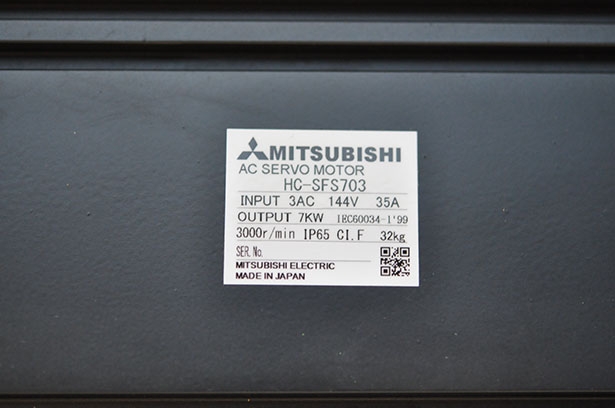 MITSUBISHI
AC SERVO MOTOR
HC-SFS703
INPUT 3AC 144V 35A
OUTPUT 7KW IEC60034-1'99
3000r/min IP65 CI.F 32kg
SER.No.
MITSUBISHI ELECTRIC
MADE IN JAPAN